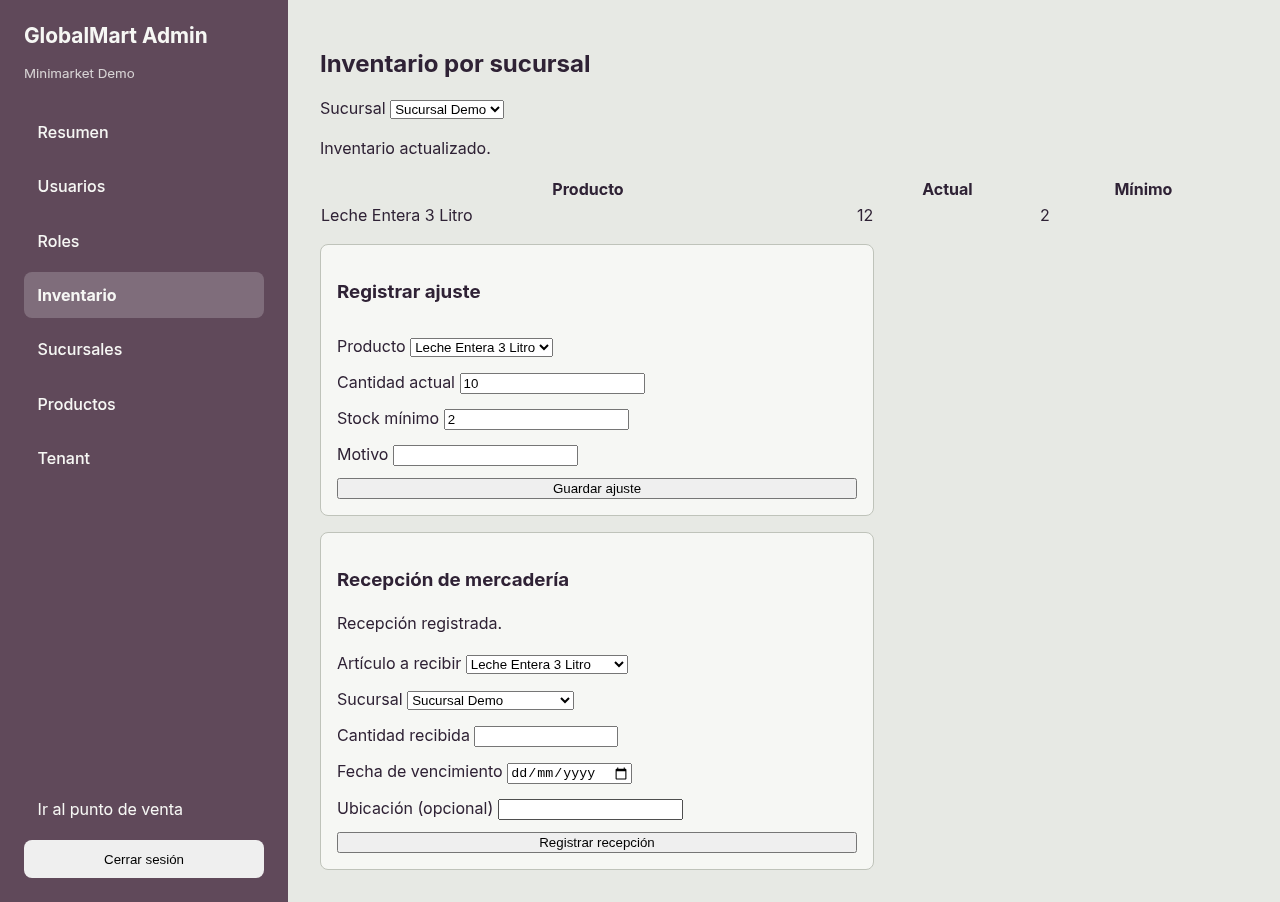 GlobalMart Admin
Minimarket Demo
Resumen
Usuarios
Roles
Inventario
Sucursales
Productos
Tenant
Ir al punto de venta
Cerrar sesión
Inventario por sucursal
Sucursal Sucursal Demo
Inventario actualizado.
Producto Actual Mínimo
Leche Entera 3 Litro 12 2
Registrar ajuste
Producto Leche Entera 3 Litro
Cantidad actual 10
Stock mínimo 2
Motivo
Guardar ajuste
Recepción de mercadería
Recepción registrada.
Artículo a recibir Leche Entera 3 Litro
Sucursal Sucursal Demo
Cantidad recibida
Fecha de vencimiento dd/mm/yyyy
Ubicación (opcional)
Registrar recepción